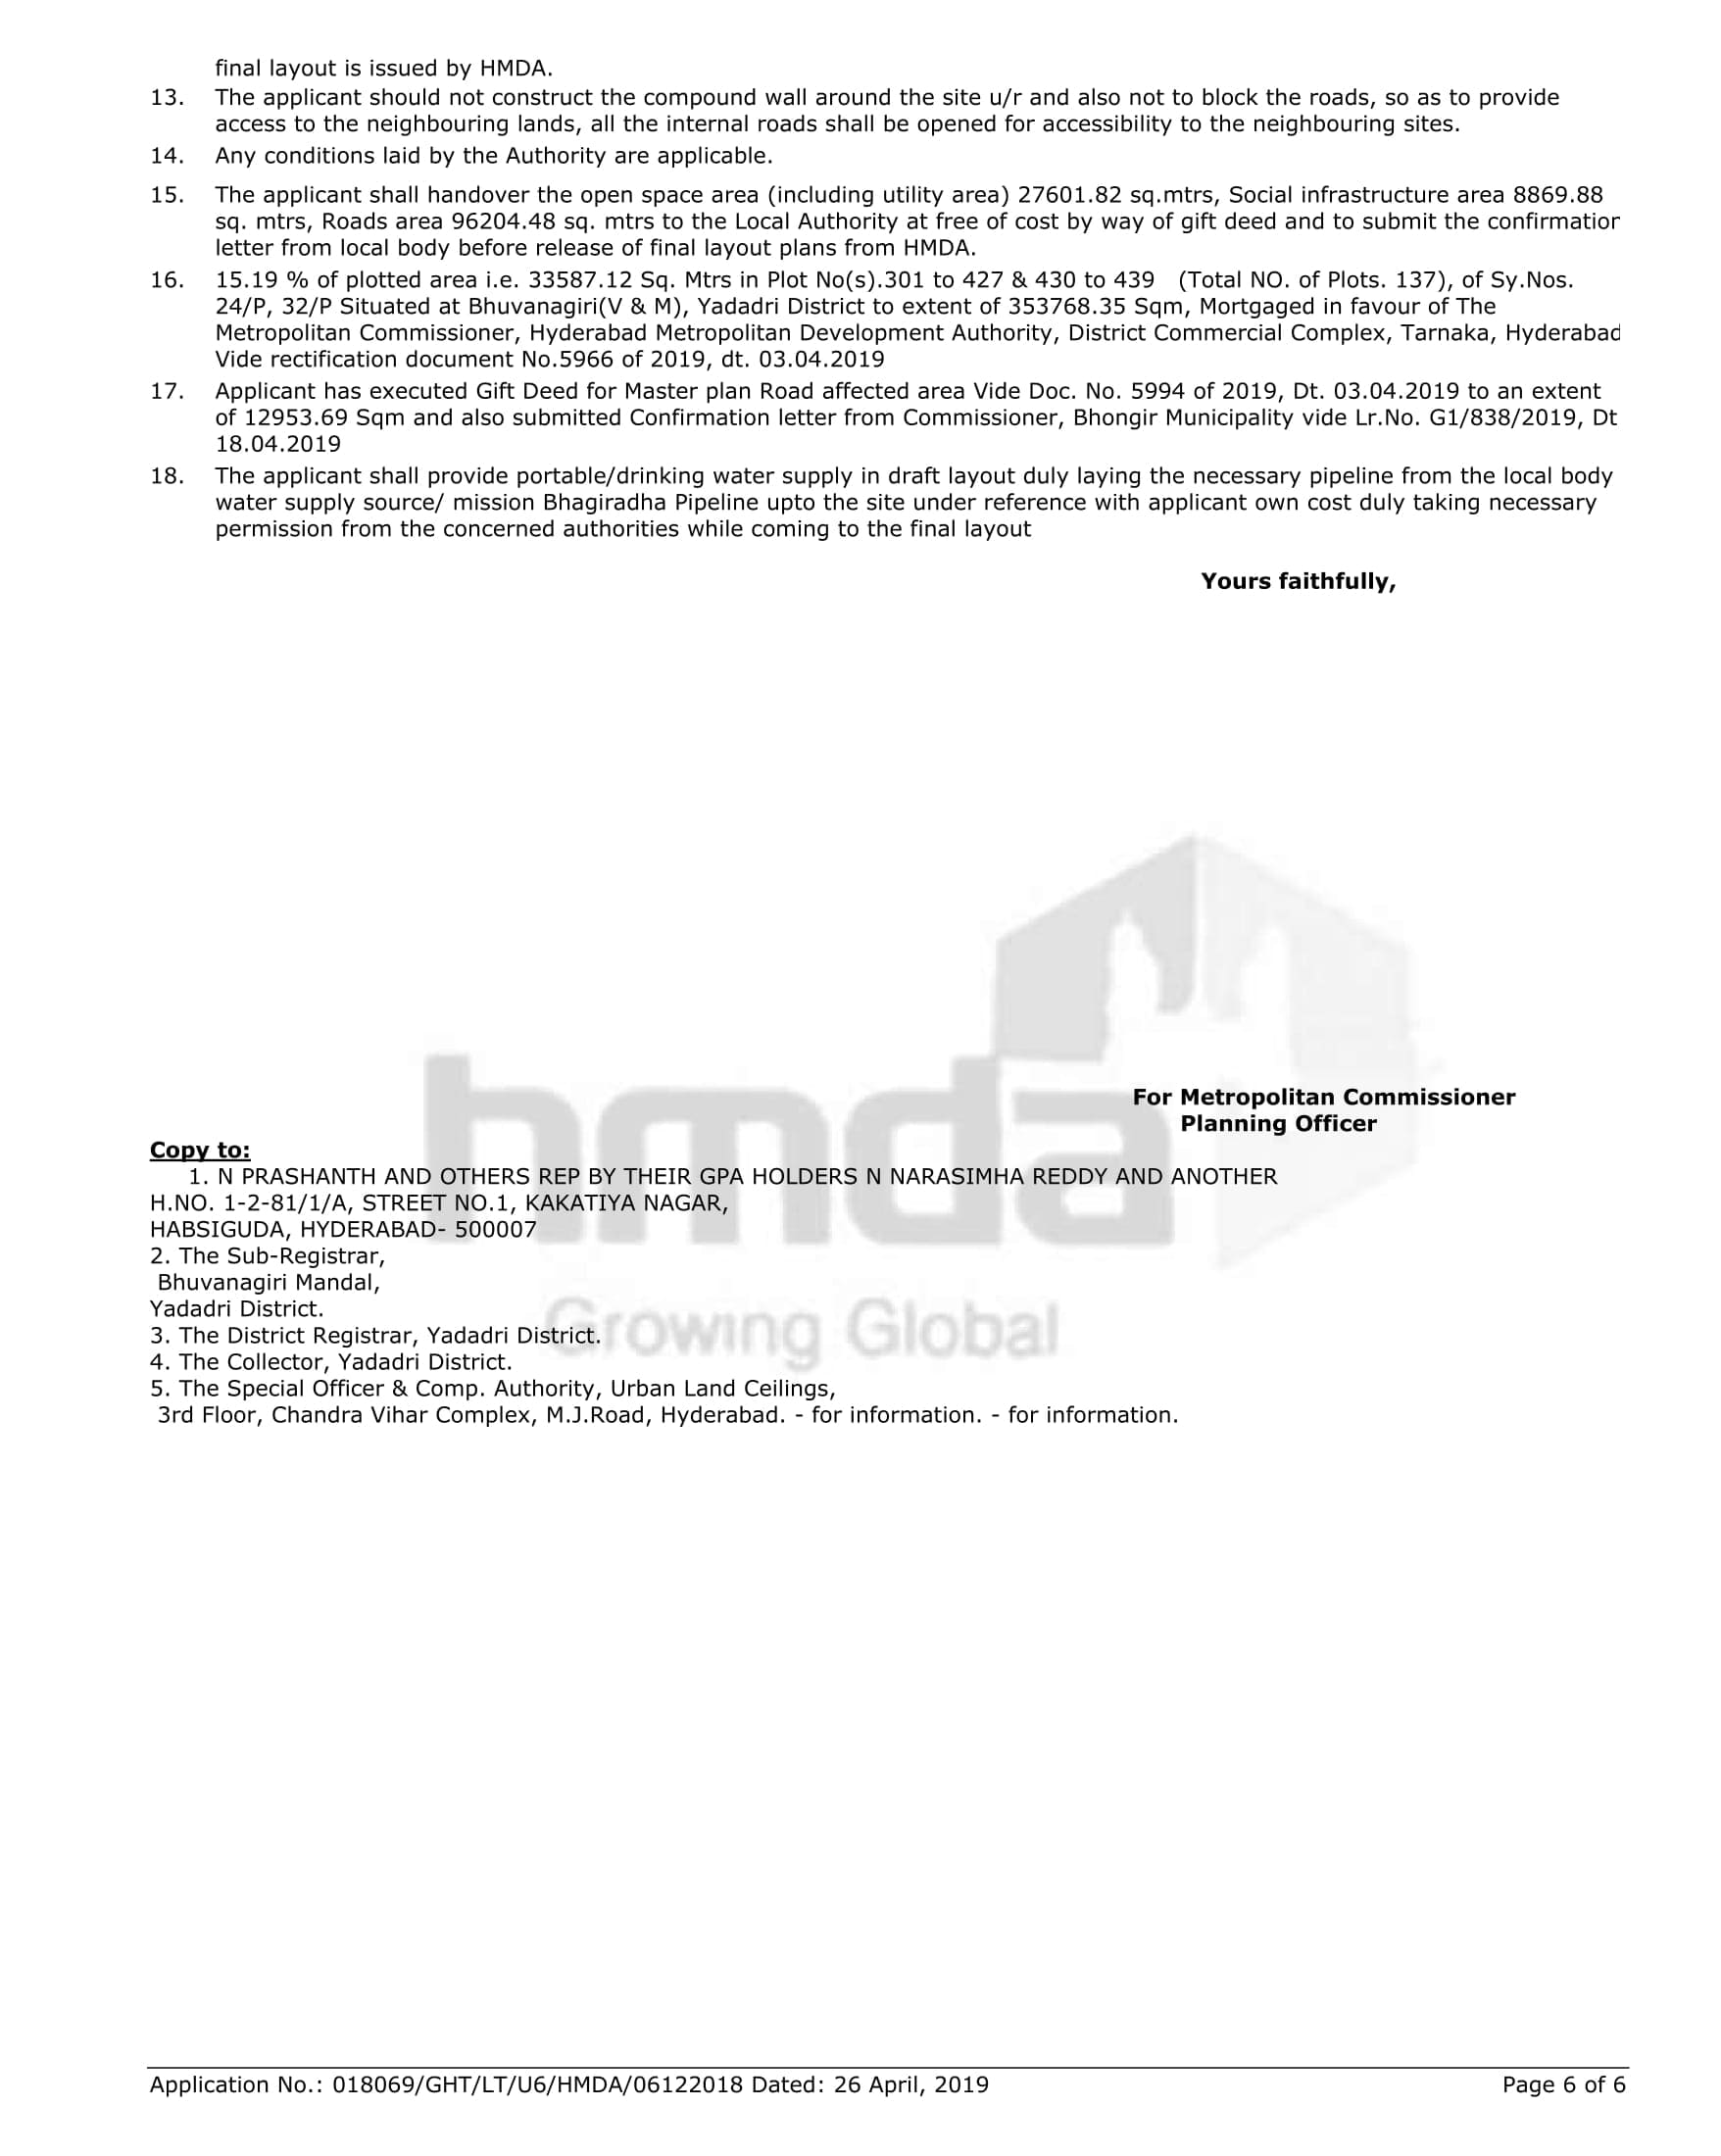 final layout is issued by HMDA.
13. The applicant should not construct the compound wall around the site u/r and also not to block the roads, so as to provide
access to the neighbouring lands, all the internal roads shall be opened for accessibility to the neighbouring sites.
14. Any conditions laid by the Authority are applicable.
15. The applicant shall handover the open space area (including utility area) 27601.82 sq.mtrs, Social infrastructure area 8869.88
sq. mtrs, Roads area 96204.48 sq. mtrs to the Local Authority at free of cost by way of gift deed and to submit the confirmation
letter from local body before release of final layout plans from HMDA.
16. 15.19 % of plotted area i.e. 33587.12 Sq. Mtrs in Plot No(s).301 to 427 & 430 to 439 (Total NO. of Plots. 137), of Sy.Nos.
24/P, 32/P Situated at Bhuvanagiri(V & M), Yadadri District to extent of 353768.35 Sqm, Mortgaged in favour of The
Metropolitan Commissioner, Hyderabad Metropolitan Development Authority, District Commercial Complex, Tarnaka, Hyderabad
Vide rectification document No.5966 of 2019, dt. 03.04.2019
17. Applicant has executed Gift Deed for Master plan Road affected area Vide Doc. No. 5994 of 2019, Dt. 03.04.2019 to an extent
of 12953.69 Sqm and also submitted Confirmation letter from Commissioner, Bhongir Municipality vide Lr.No. G1/838/2019, Dt
18.04.2019
18. The applicant shall provide portable/drinking water supply in draft layout duly laying the necessary pipeline from the local body
water supply source/ mission Bhagiradha Pipeline upto the site under reference with applicant own cost duly taking necessary
permission from the concerned authorities while coming to the final layout
Yours faithfully,
hmda
For Metropolitan Commissioner
Planning Officer
Copy to:
1. N PRASHANTH AND OTHERS REP BY THEIR GPA HOLDERS N NARASIMHA REDDY AND ANOTHER
H.NO. 1-2-81/1/A, STREET NO.1, KAKATIYA NAGAR,
HABSIGUDA, HYDERABAD- 500007
2. The Sub-Registrar,
Bhuvanagiri Mandal,
Yadadri District.
Growing Global
3. The District Registrar, Yadadri District.
4. The Collector, Yadadri District.
5. The Special Officer & Comp. Authority, Urban Land Ceilings,
3rd Floor, Chandra Vihar Complex, M.J.Road, Hyderabad. - for information. - for information.
Application No.: 018069/GHT/LT/U6/HMDA/06122018 Dated: 26 April, 2019
Page 6 of 6